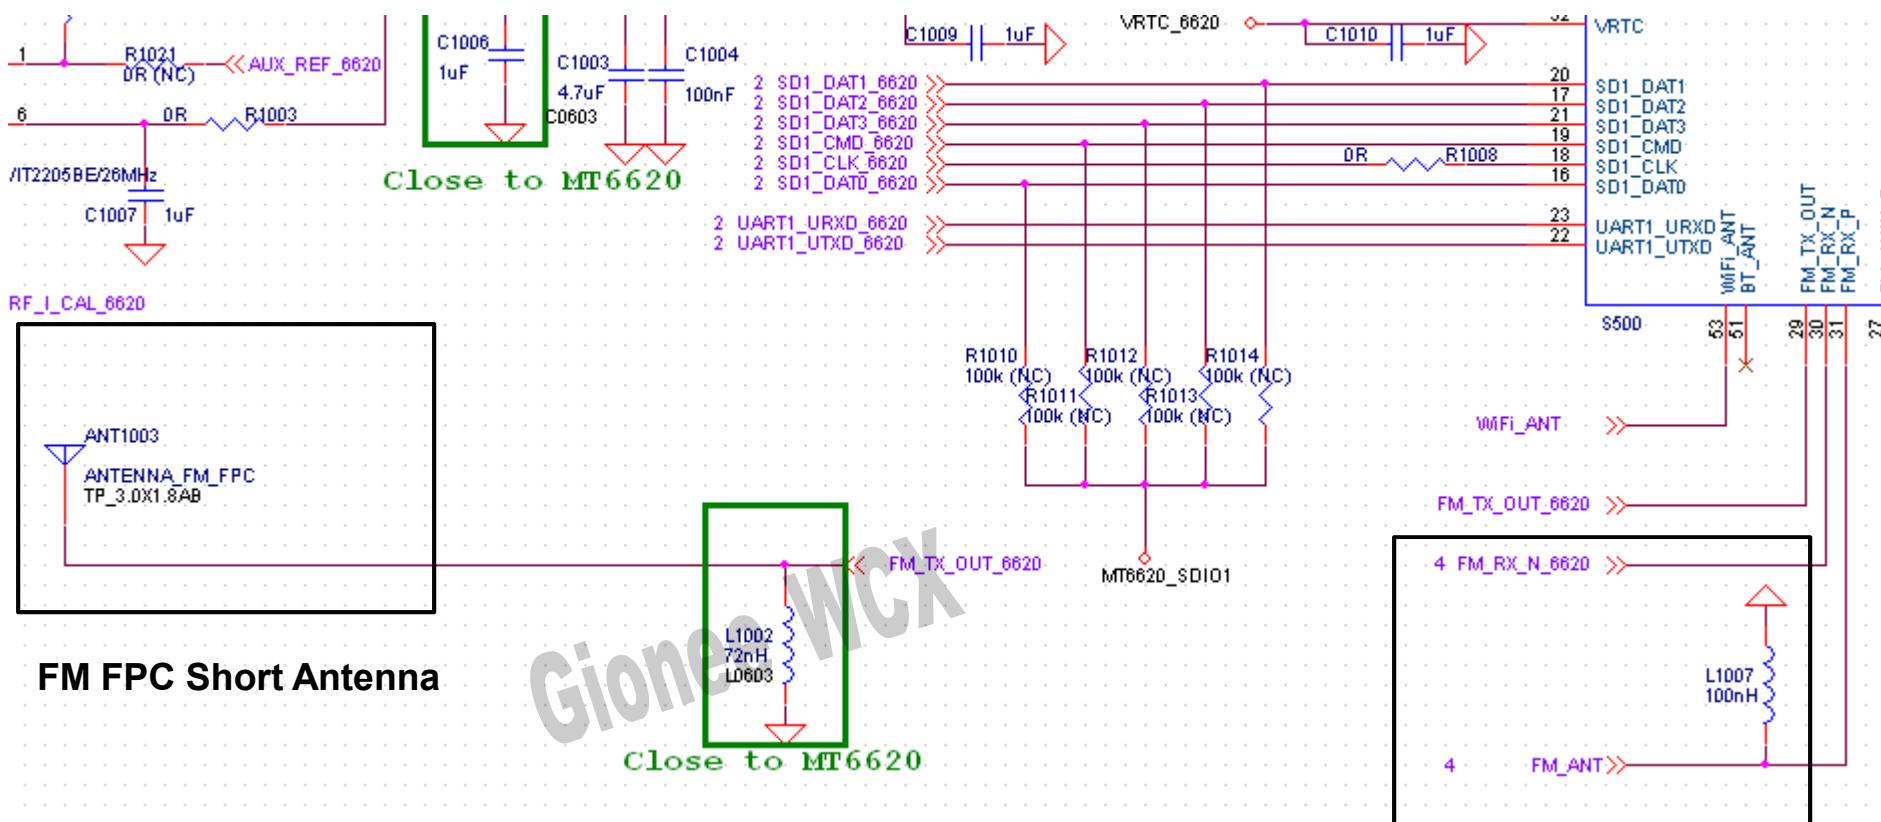 VRTC_6620
32
VRTC
C1009
1uF
C1010
1uF
1
R1021
0R (NC)
AUX_REF_6620
C1006
1uF
C1003
4.7uF
C0603
C1004
100nF
6
0R
R1003
/IT2205BE/26MHz
C1007
1uF
Close to MT6620
2 SD1_DAT1_6620
2 SD1_DAT2_6620
2 SD1_DAT3_6620
2 SD1_CMD_6620
2 SD1_CLK_6620
2 SD1_DAT0_6620
0R
R1008
20
17
21
19
18
16
SD1_DAT1
SD1_DAT2
SD1_DAT3
SD1_CMD
SD1_CLK
SD1_DAT0
2 UART1_URXD_6620
2 UART1_UTXD_6620
23
22
UART1_URXD
UART1_UTXD
WiFi_ANT
BT_ANT
FM_TX_OUT
FM_RX_N
FM_RX_P
S500
53
51
29
30
31
27
RF_I_CAL_6620
R1010
100k (NC)
R1012
100k (NC)
R1014
100k (NC)
R1011
100k (NC)
R1013
100k (NC)
MT6620_SDIO1
ANT1003
ANTENNA_FM_FPC
TP_3.0X1.8AB
FM FPC Short Antenna
FM_TX_OUT_6620
L1002
72nH
L0603
Close to MT6620
Gionee WCX
WiFi_ANT
FM_TX_OUT_6620
4 FM_RX_N_6620
L1007
100nH
4 FM_ANT